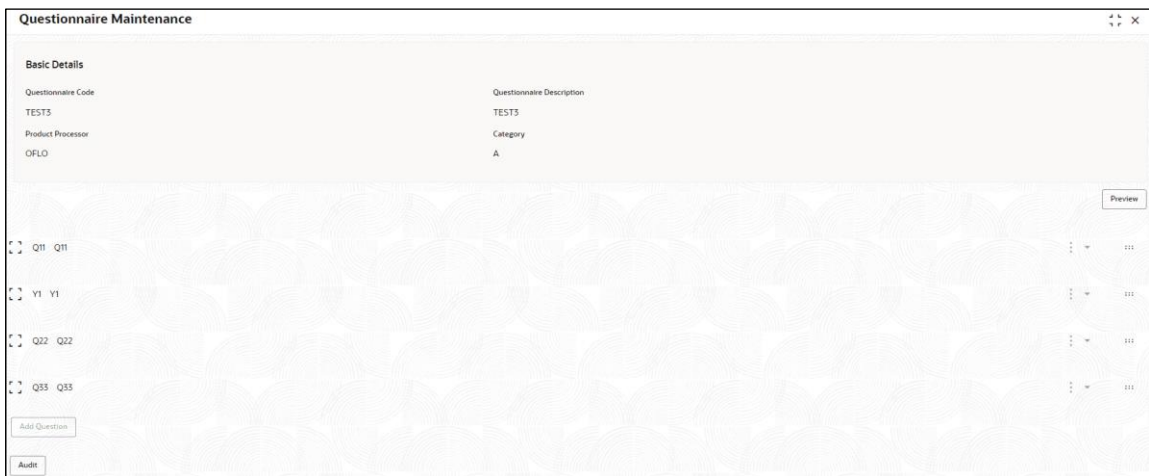 Questionnaire Maintenance
Basic Details
Questionnaire Code Questionnaire Description
TEST3 TEST3
Product Processor Category
OFLO A
Preview
Q11 Q11
Y1 Y1
Q22 Q22
Q33 Q33
Add Question
Audit